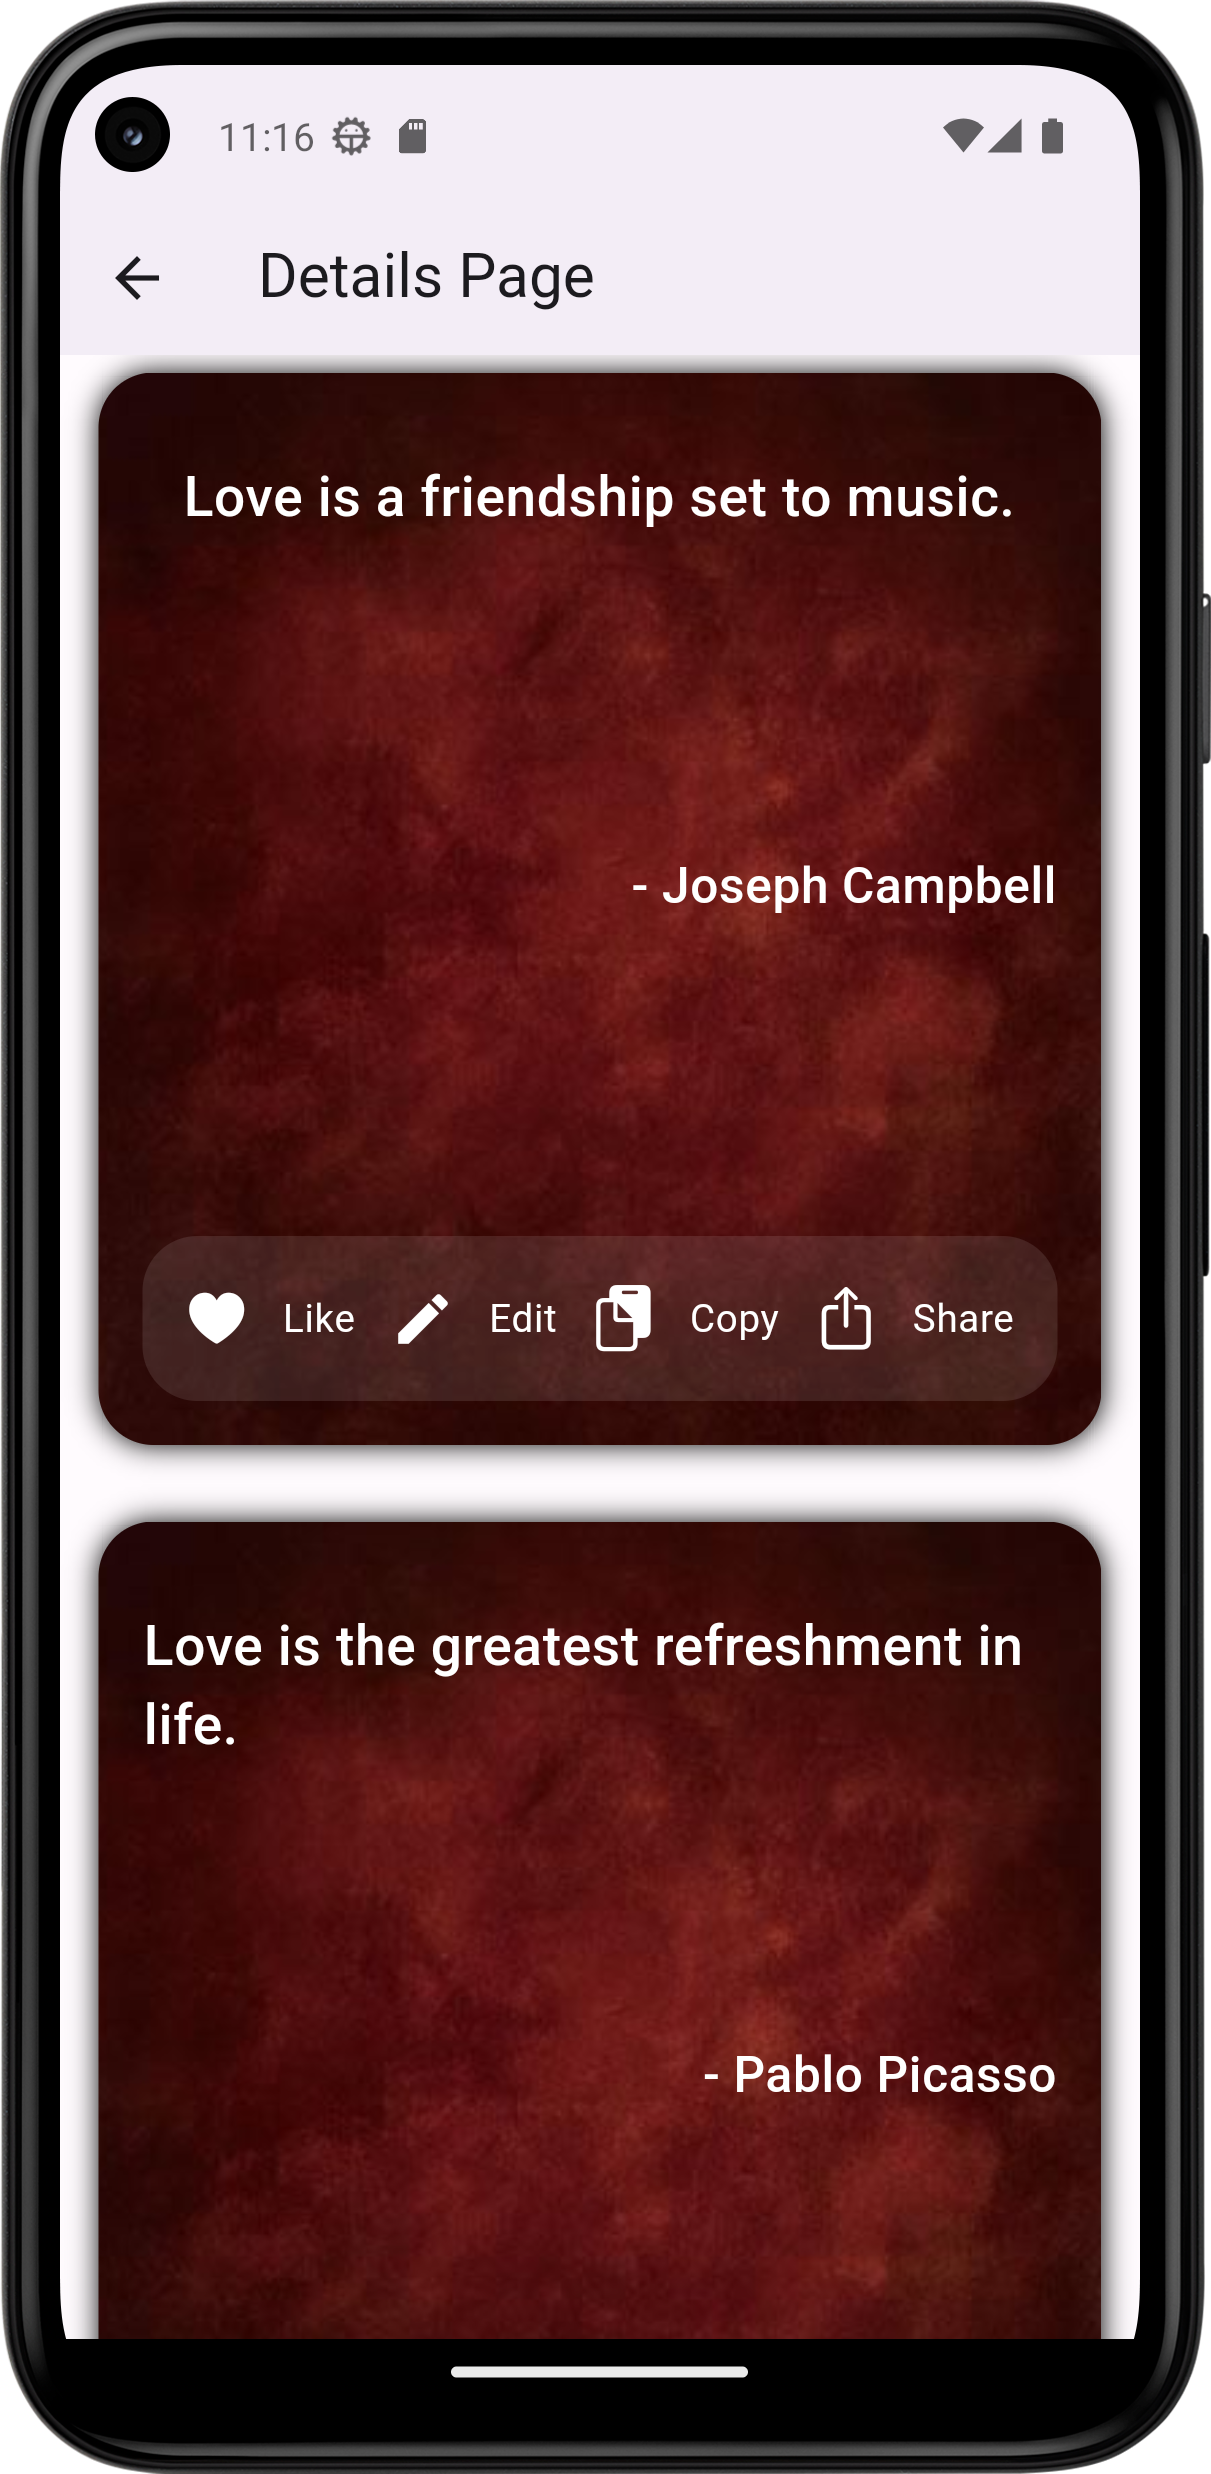 11:16
Details Page
Love is a friendship set to music.
- Joseph Campbell
Like Edit Copy Share
Love is the greatest refreshment in
life.
- Pablo Picasso